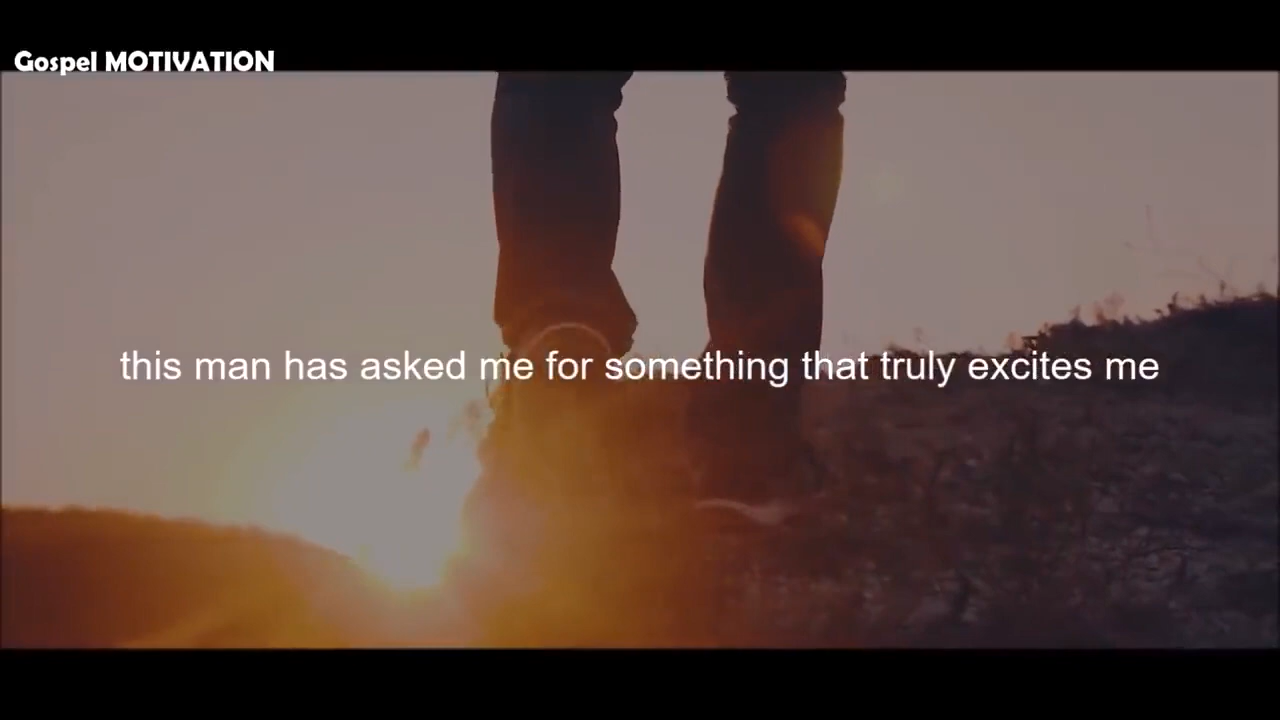 Gospel MOTIVATION
this man has asked me for something that truly excites me